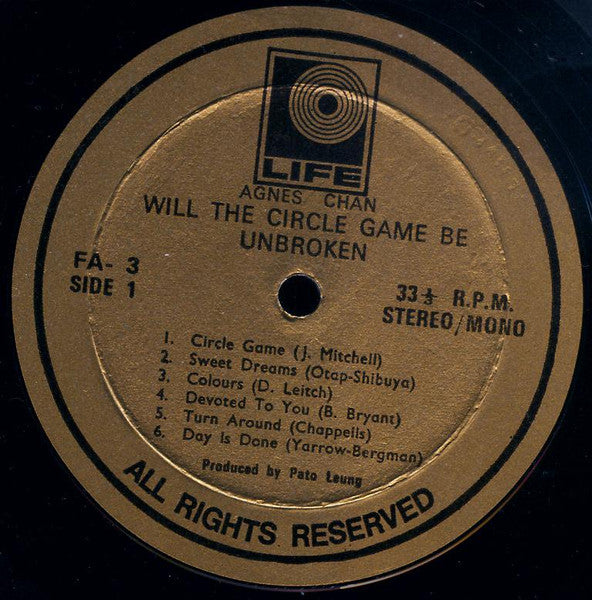 LIFE
AGNES CHAN
WILL THE CIRCLE GAME BE
UNBROKEN
FA- 3
SIDE 1
33⅓ R.P.M.
STEREO/MONO
1. Circle Game (J. Mitchell)
2. Sweet Dreams (Otap-Shibuya)
3. Colours (D. Leitch)
4. Devoted To You (B. Bryant)
5. Turn Around (Chappells)
6. Day Is Done (Yarrow-Bergman)
Produced by Pato Leung
ALL RIGHTS RESERVED